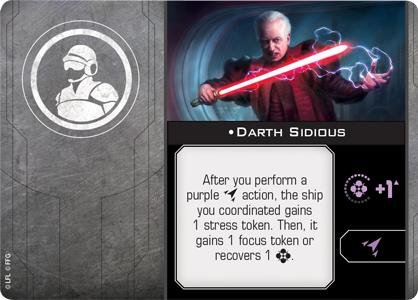 •Darth Sidious
After you perform a
purple action, the ship
you coordinated gains
1 stress token. Then, it
gains 1 focus token or
recovers 1 .
+1
© LFL © FFG